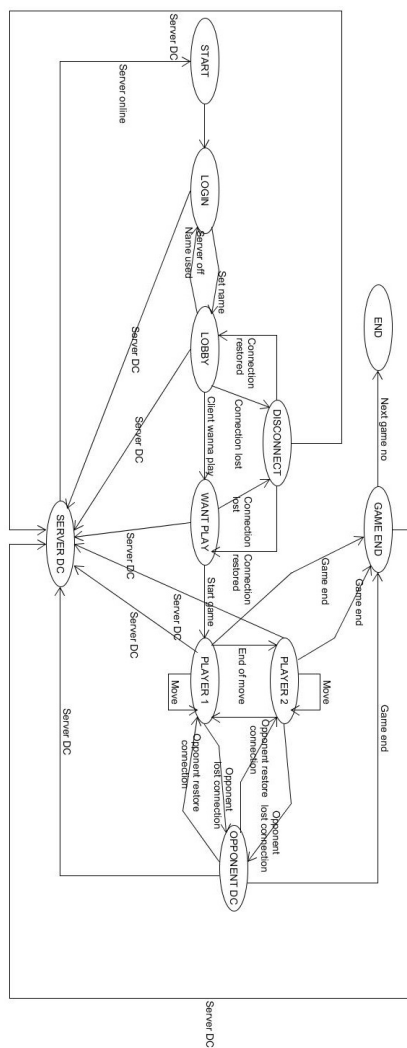 Server DC
START
Server online
LOGIN
Server off
Name used
Set name
Server DC
LOBBY
Connection
restored
DISCONNECT
Connection lost
Client wanna play
Server DC
END
Next game no
WANT PLAY
Connection
lost
Connection
restored
Server DC
SERVER DC
GAME END
Start game
Server DC
Server DC
Game end
Game end
PLAYER 1
End of move
PLAYER 2
Move
Move
Game end
Opponent restore
connection
Opponent
lost connection
Opponent restore
connection
Opponent
lost connection
Server DC
OPPONENT DC
Server DC